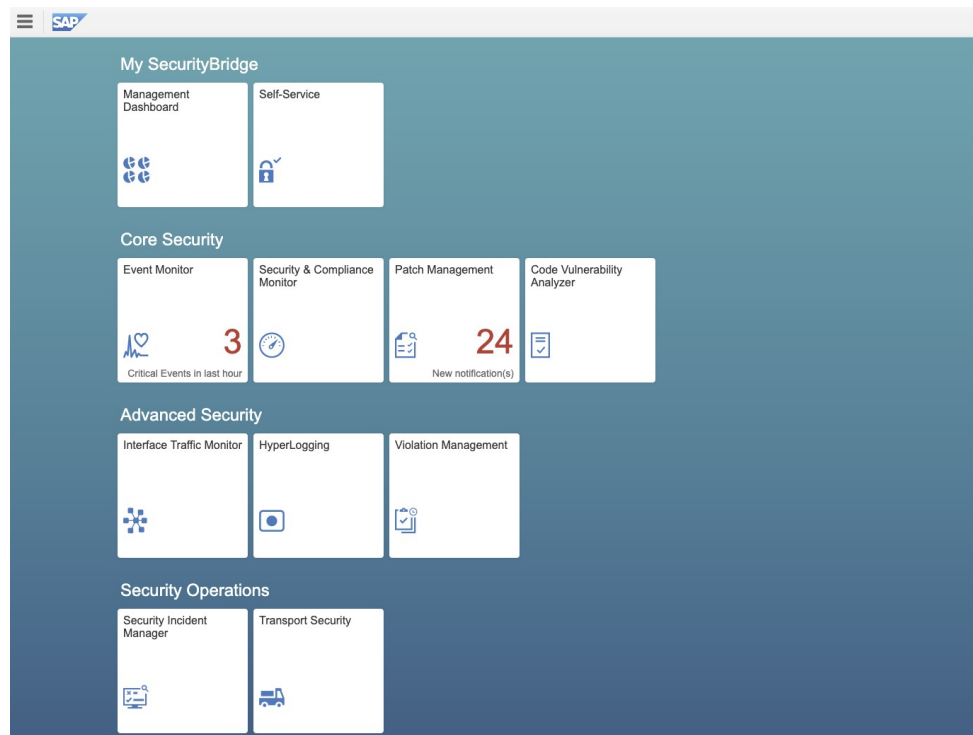 SAP
My SecurityBridge
Management
Dashboard
Self-Service
Core Security
Event Monitor
3
Critical Events in last hour
Security & Compliance
Monitor
Patch Management
24
New notification(s)
Code Vulnerability
Analyzer
Advanced Security
Interface Traffic Monitor
HyperLogging
Violation Management
Security Operations
Security Incident
Manager
Transport Security